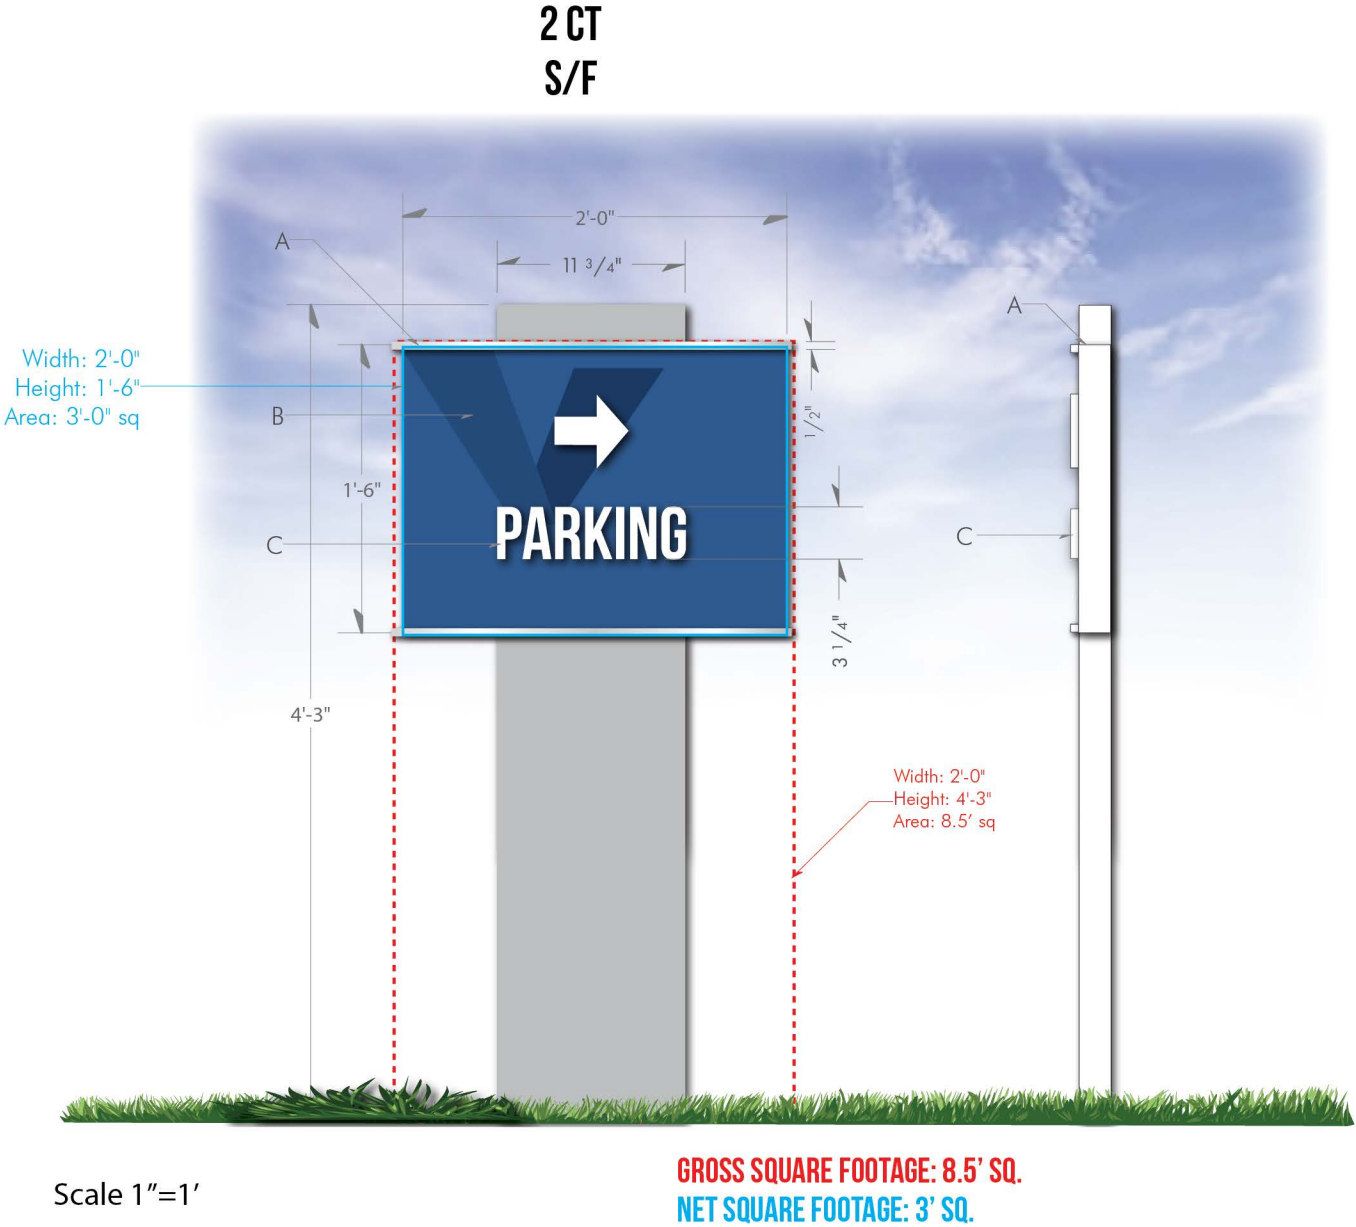 2 CT
S/F
2'-0"
A
11 3/4"
A
Width: 2'-0"
Height: 1'-6"
Area: 3'-0" sq
B
1/2"
1'-6"
C
PARKING
C
3 1/4"
4'-3"
Width: 2'-0"
Height: 4'-3"
Area: 8.5' sq
GROSS SQUARE FOOTAGE: 8.5' SQ.
Scale 1"=1'
NET SQUARE FOOTAGE: 3' SQ.